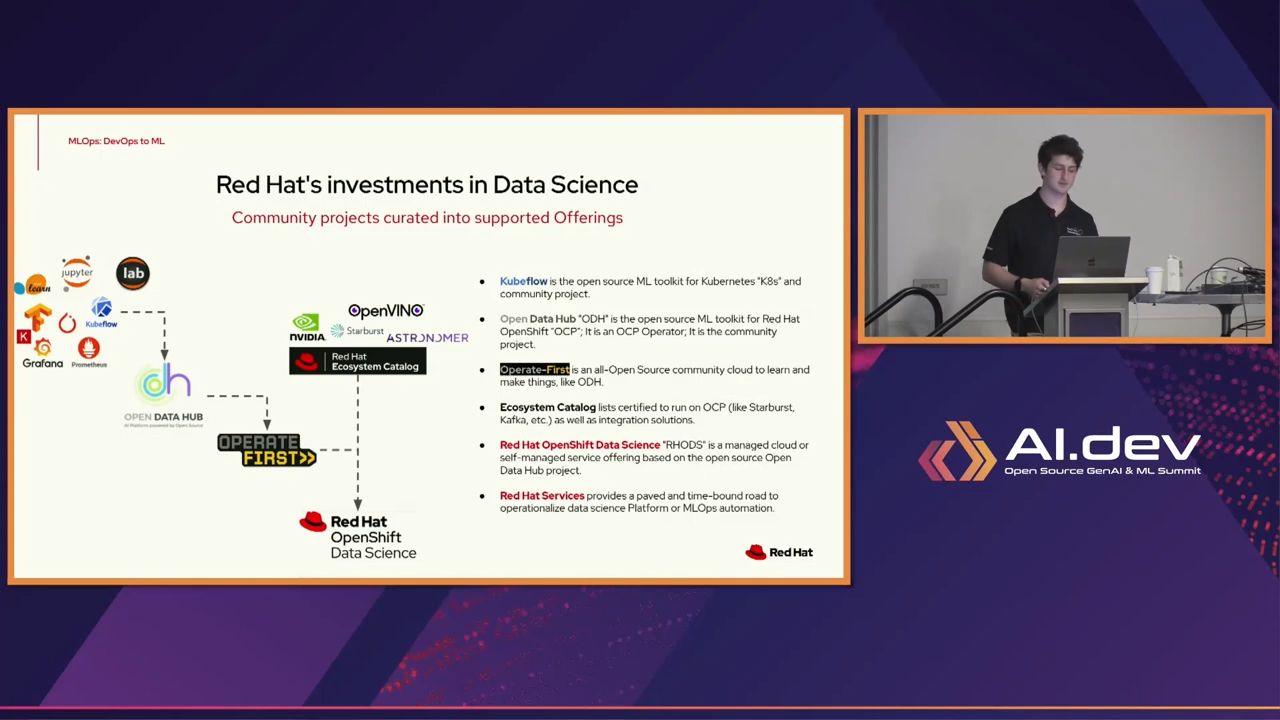 MLOps: DevOps to ML
Red Hat's investments in Data Science
Community projects curated into supported Offerings
learn
jupyter
lab
Kubeflow
K
Grafana
Prometheus
OPEN DATA HUB
AI Platform powered by Open Source
OPERATE
FIRST>>
OpenVINO
NVIDIA.
Starburst
ASTRONOMER
Red Hat
Ecosystem Catalog
Red Hat
OpenShift
Data Science
• Kubeflow is the open source ML toolkit for Kubernetes "K8s" and
community project.
• Open Data Hub "ODH" is the open source ML toolkit for Red Hat
OpenShift "OCP"; It is an OCP Operator; It is the community
project.
• Operate-First is an all-Open Source community cloud to learn and
make things, like ODH.
• Ecosystem Catalog lists certified to run on OCP (like Starburst,
Kafka, etc.) as well as integration solutions.
• Red Hat OpenShift Data Science "RHODS" is a managed cloud or
self-managed service offering based on the open source Open
Data Hub project.
• Red Hat Services provides a paved and time-bound road to
operationalize data science Platform or MLOps automation.
Red Hat
AI.dev
Open Source GenAI & ML Summit